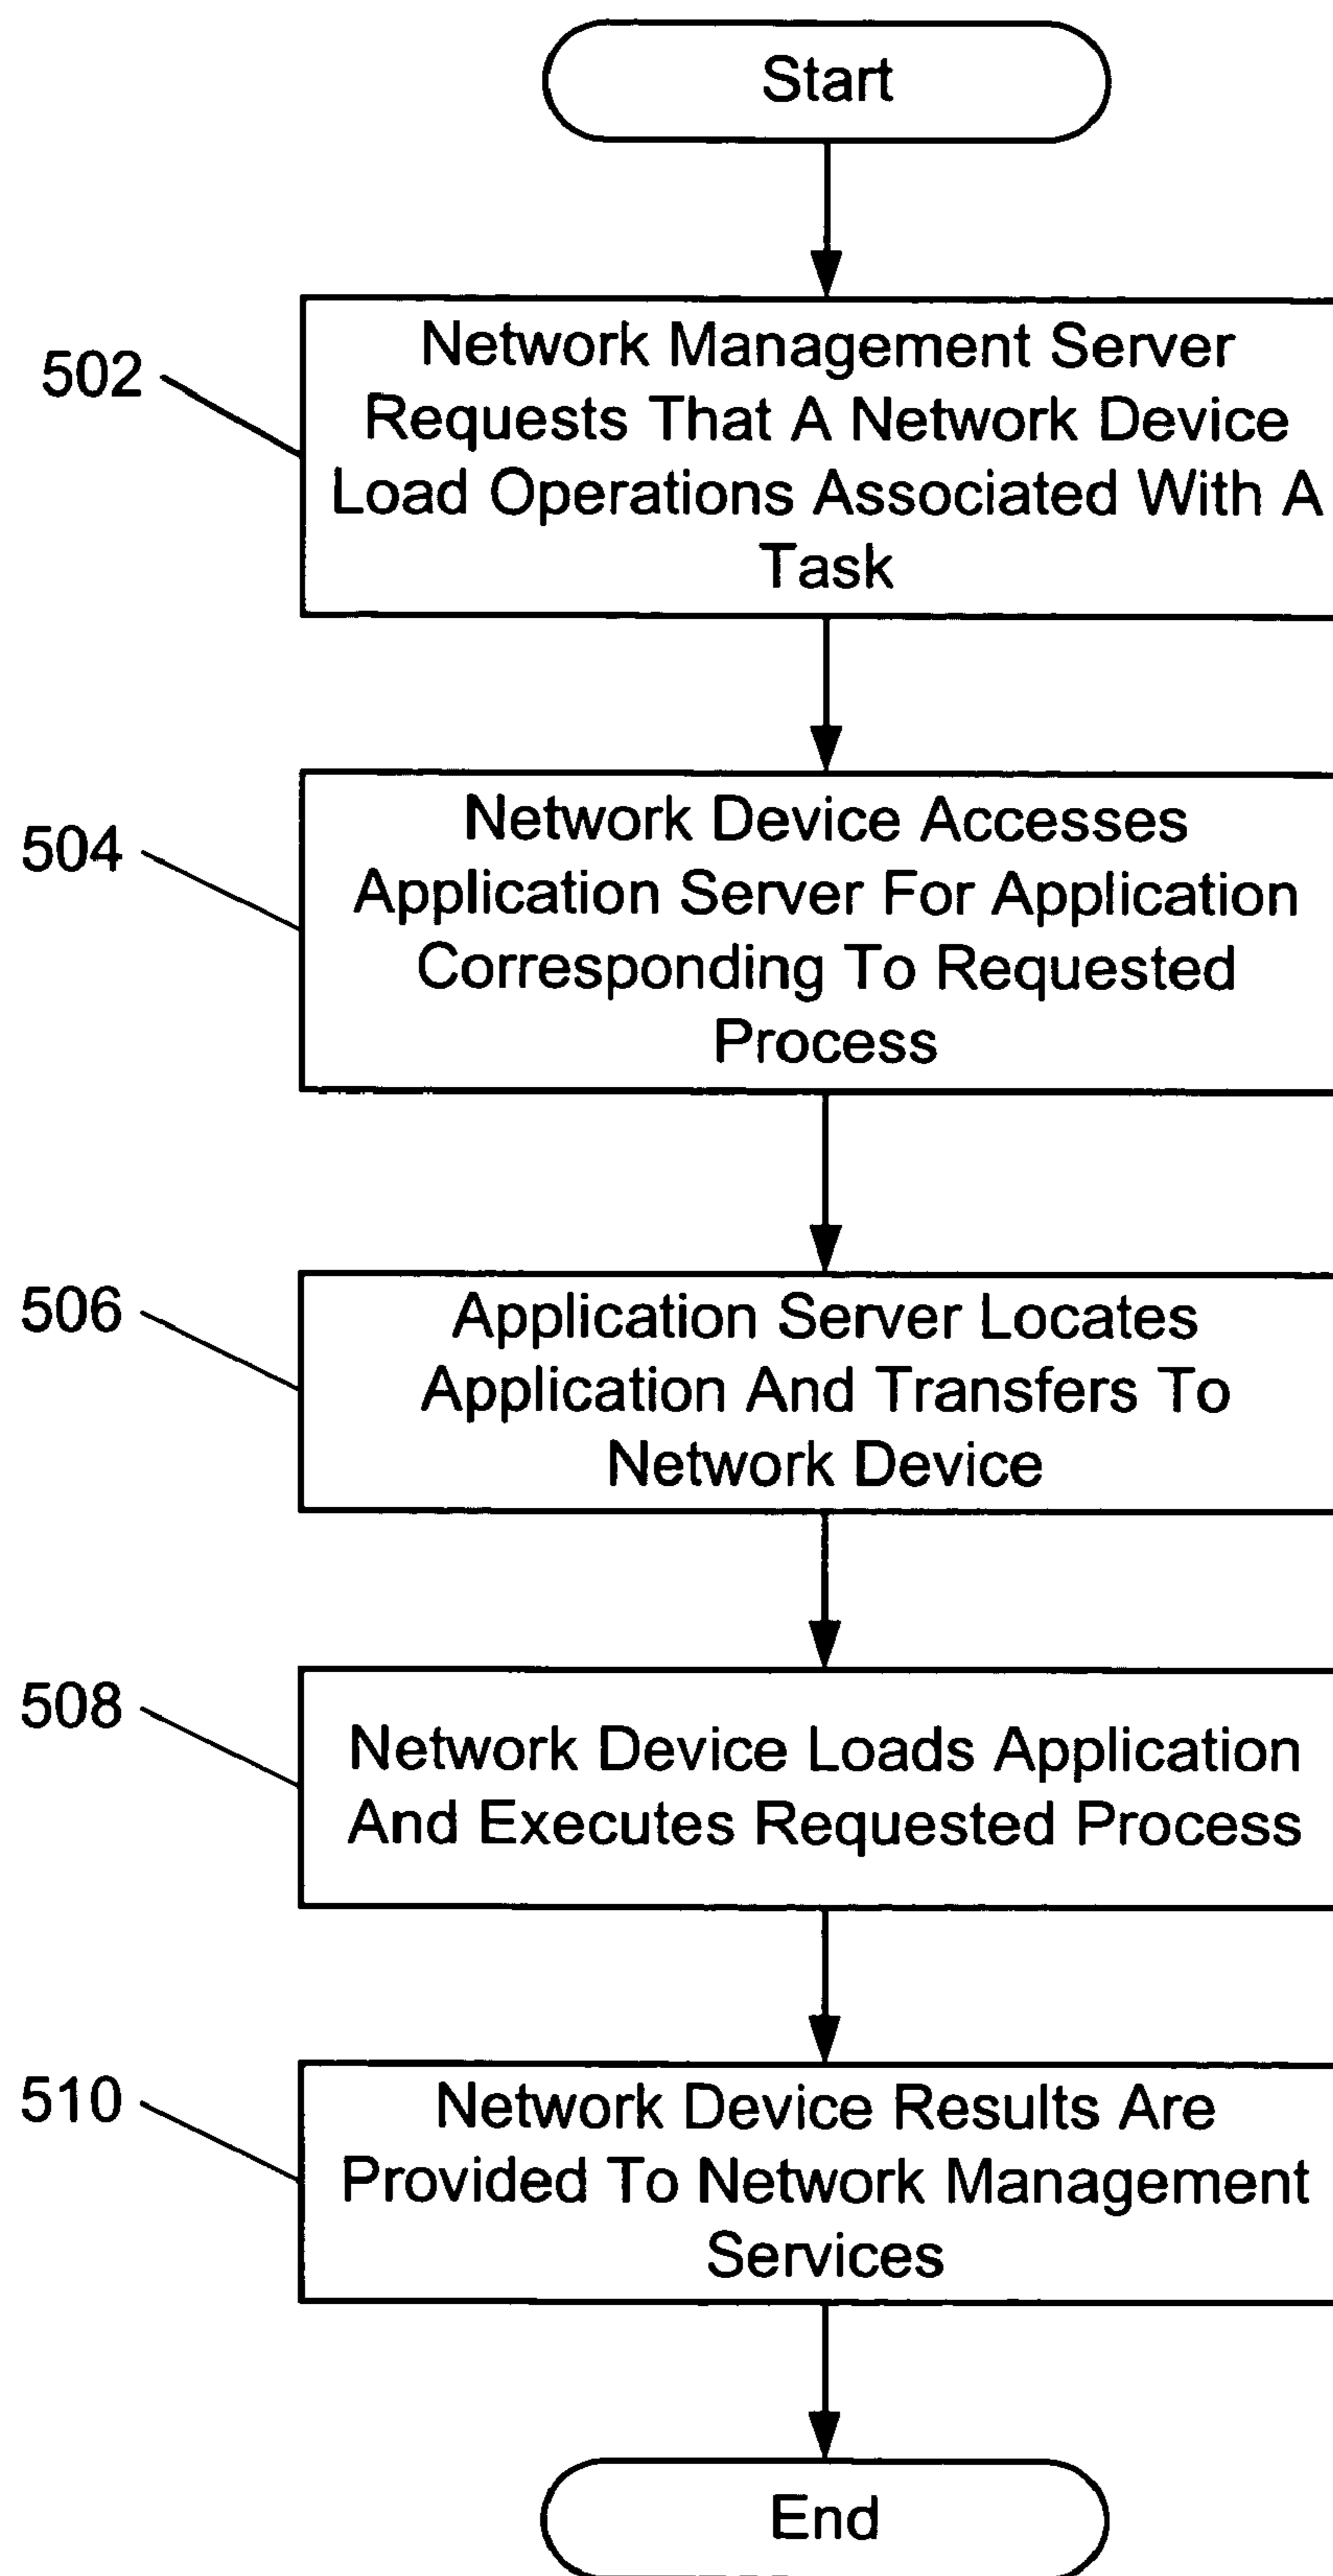 Start
502
Network Management Server
Requests That A Network Device
Load Operations Associated With A
Task
504
Network Device Accesses
Application Server For Application
Corresponding To Requested
Process
506
Application Server Locates
Application And Transfers To
Network Device
508
Network Device Loads Application
And Executes Requested Process
510
Network Device Results Are
Provided To Network Management
Services
End